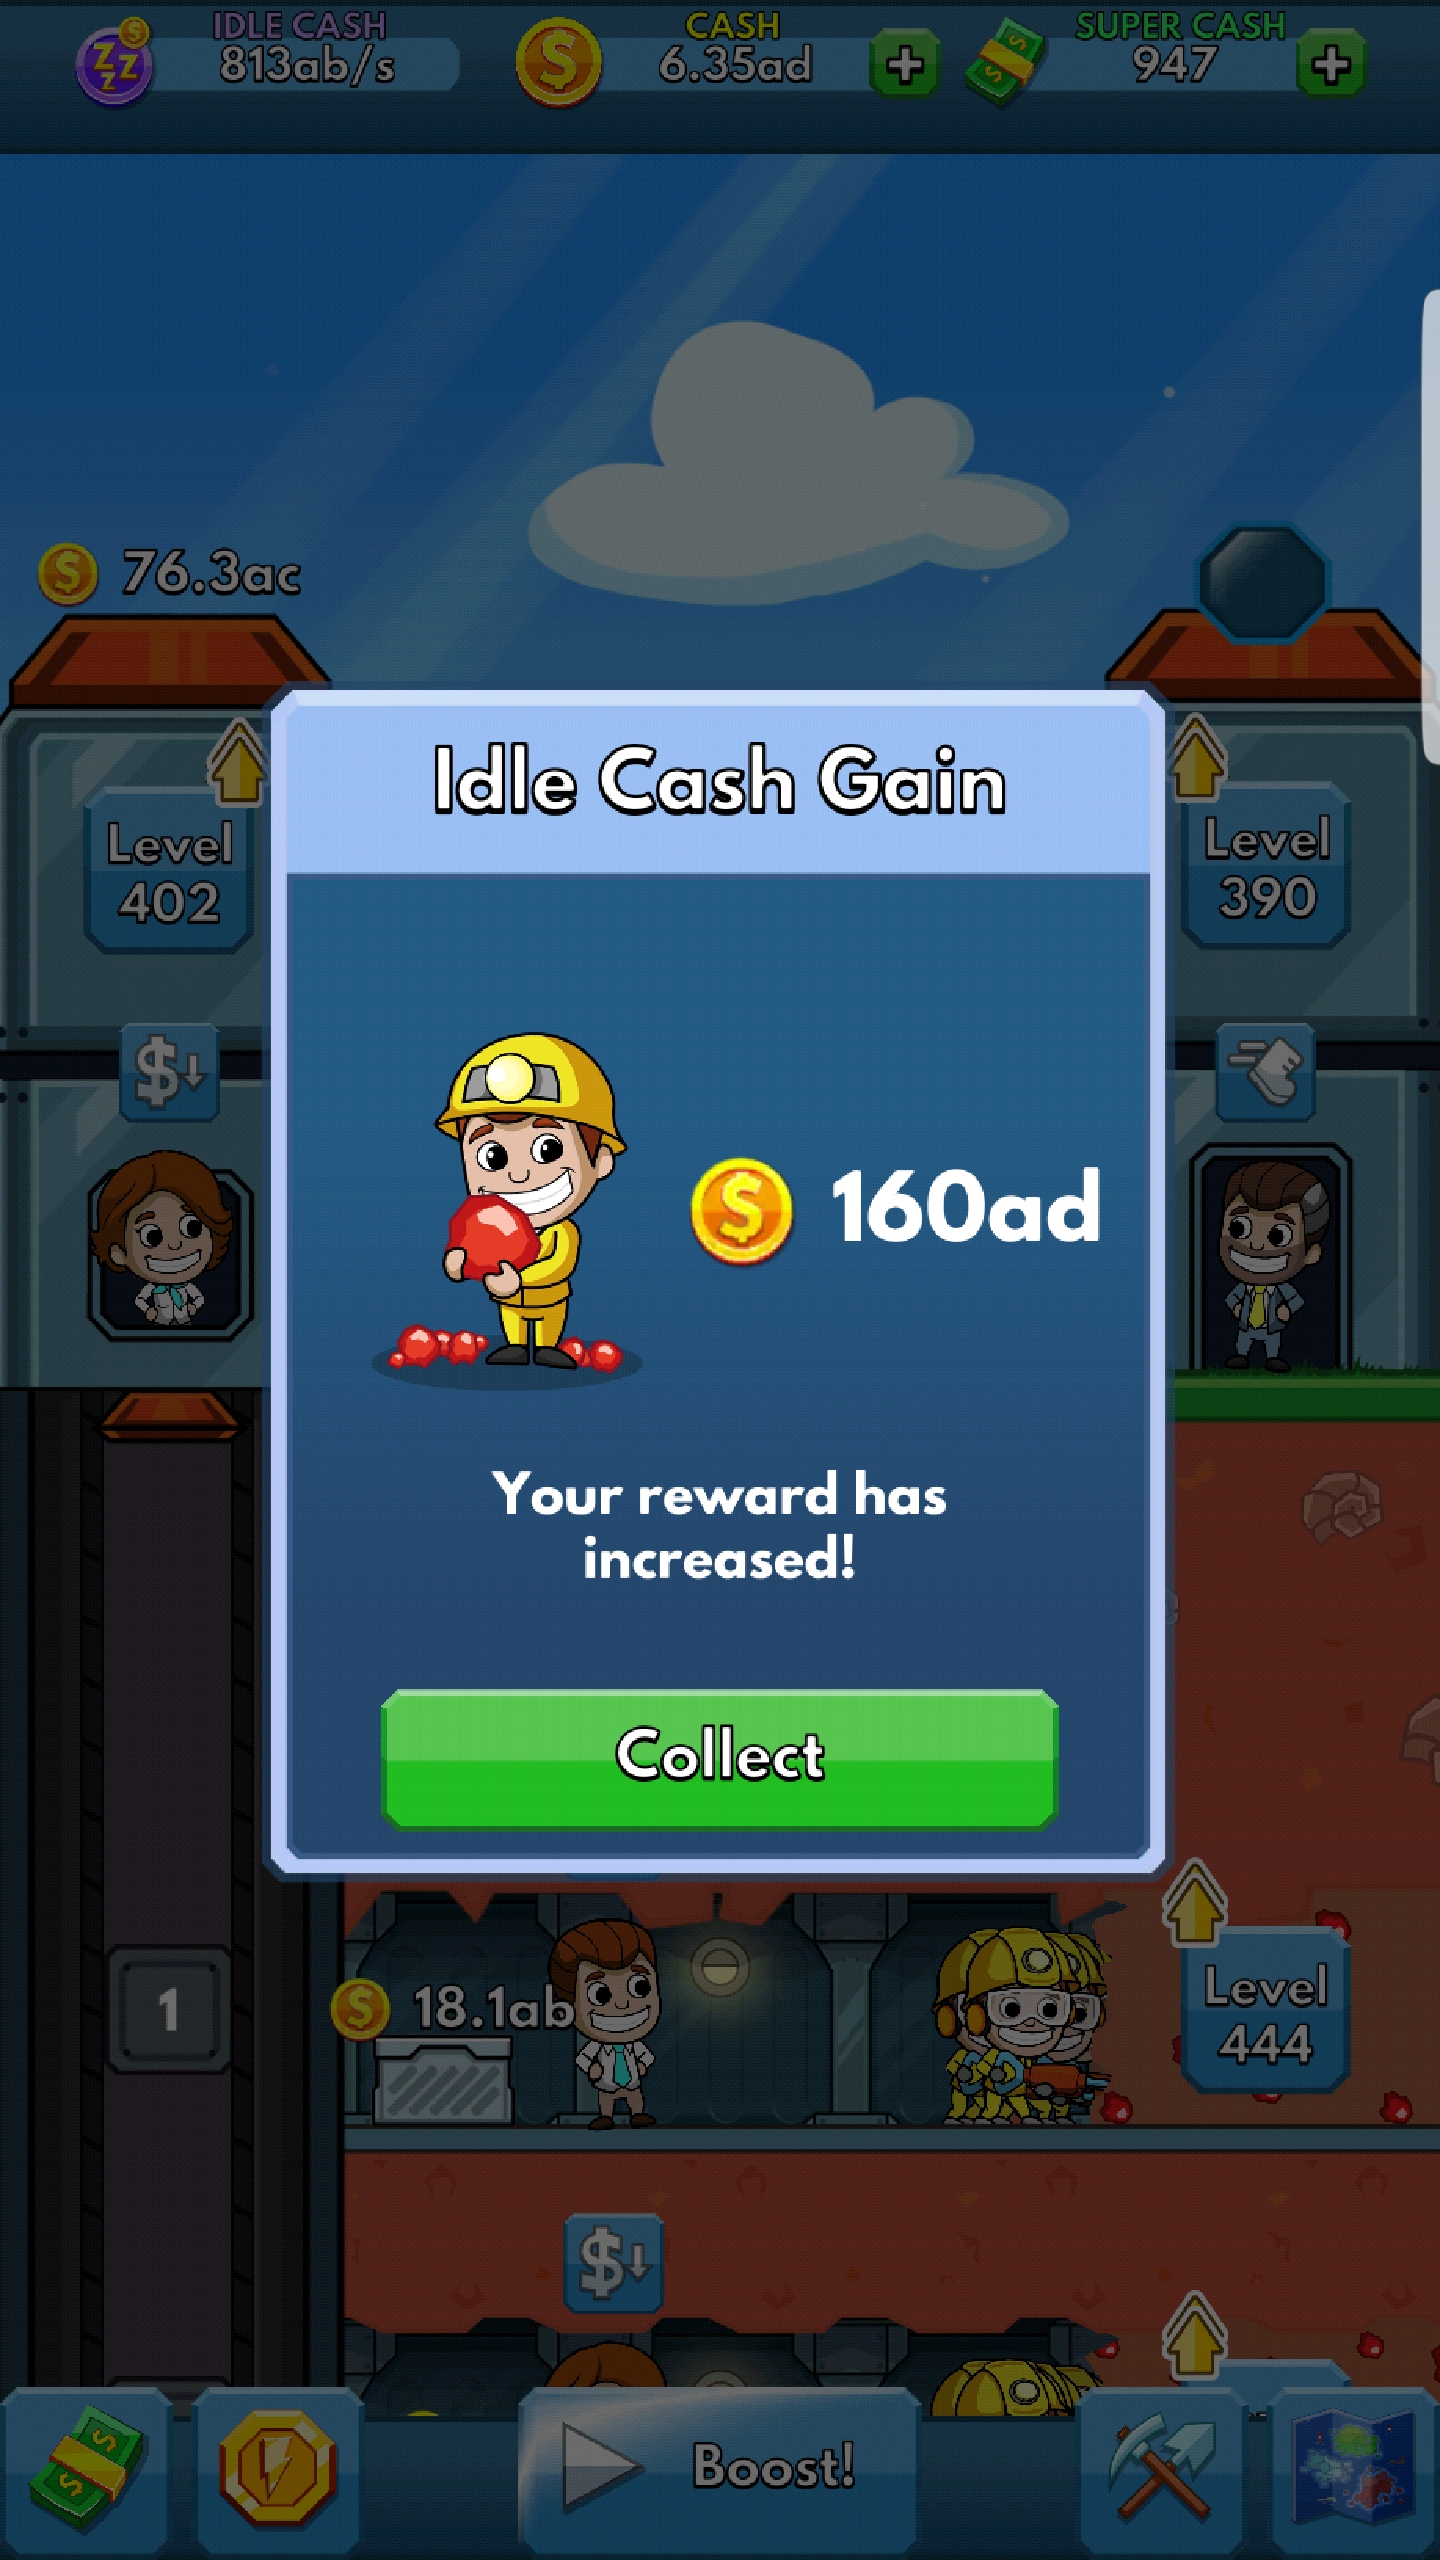 IDLE CASH
813ab/s
CASH
6.35ad
SUPER CASH
947
76.3ac
Level
402
Level
390
Idle Cash Gain
160ad
Your reward has
increased!
Collect
1
18.1ab
Level
444
Boost!